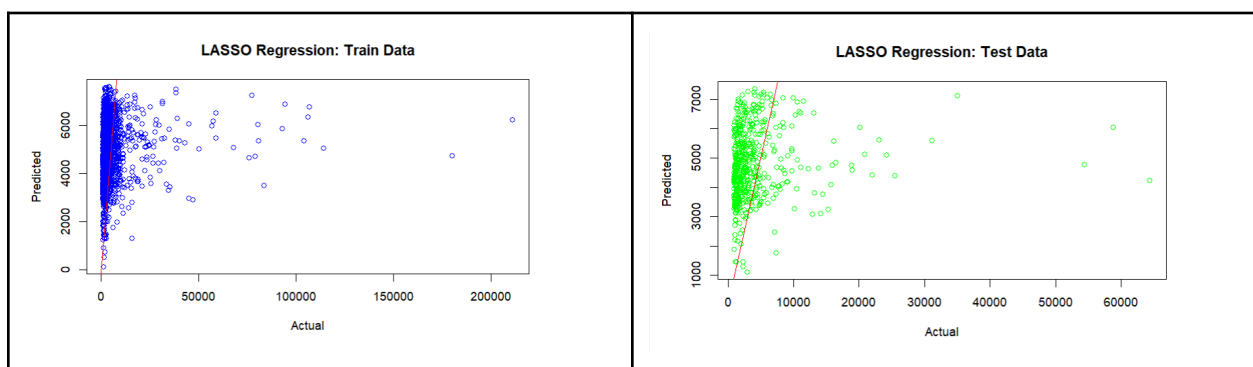 LASSO Regression: Train Data
Predicted
6000
4000
2000
0
0 50000 100000 150000 200000
Actual
LASSO Regression: Test Data
Predicted
7000
5000
3000
1000
0 10000 20000 30000 40000 50000 60000
Actual